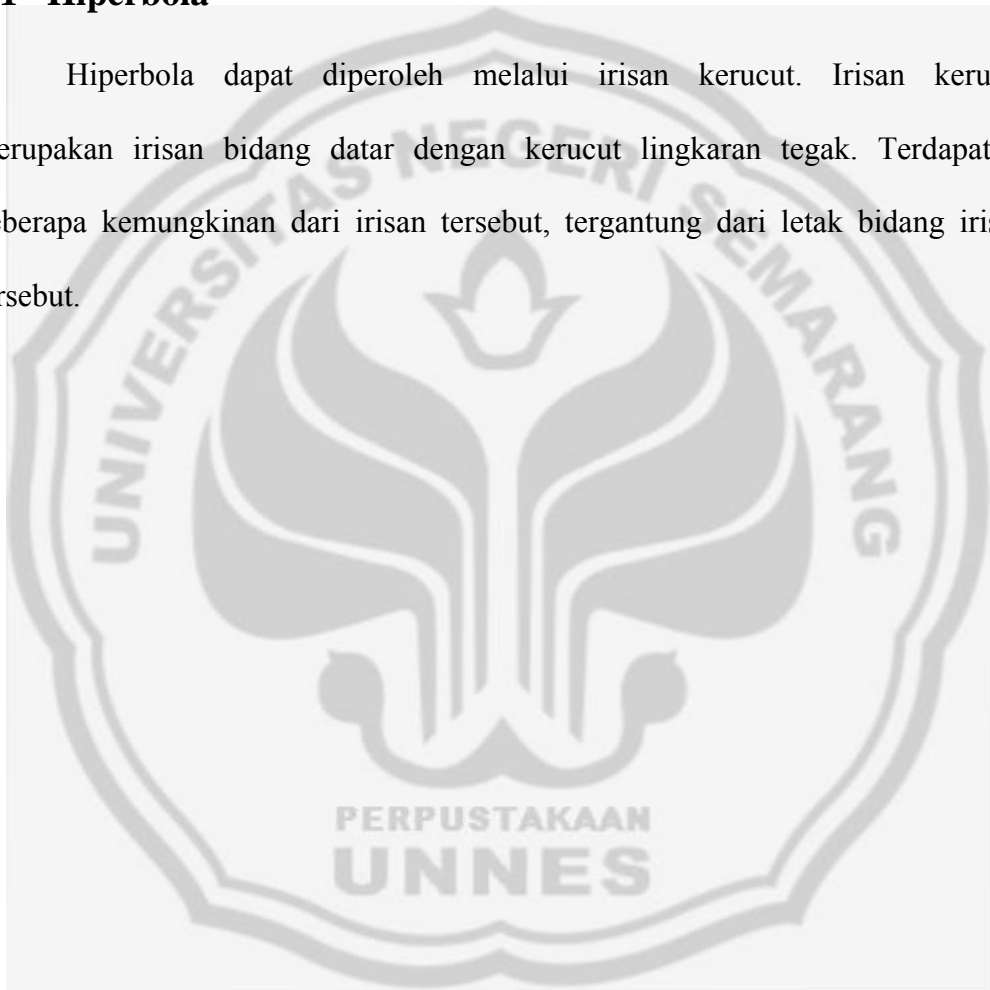 1 Hiperbola
Hiperbola dapat diperoleh melalui irisan kerucut. Irisan keru
erupakan irisan bidang datar dengan kerucut lingkaran tegak. Terdapat
eberapa kemungkinan dari irisan tersebut, tergantung dari letak bidang iris
rsebut.
UNIVERSITAS NEGERI SEMARANG
PERPUSTAKAAN
UNNES